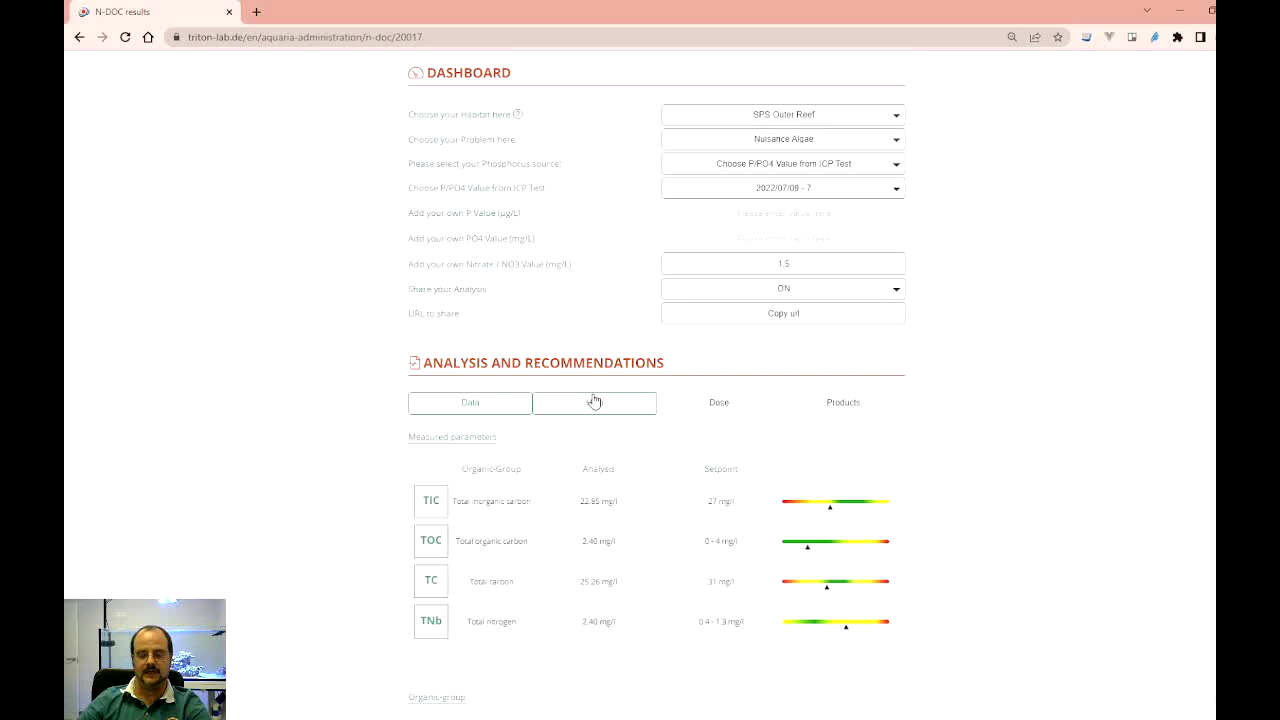 N-DOC results
triton-lab.de/en/aquaria-administration/n-doc/20017
DASHBOARD
Choose your Habitat here ?
SPS Outer Reef
Choose your Problem here
Nuisance Algae
Please select your Phosphorus source:
Choose P/PO4 Value from ICP Test
Choose P/PO4 Value from ICP Test
2022/07/09 - 7
Add your own P Value (µg/L)
Add your own PO4 Value (mg/L)
Add your own Nitrate / NO3 Value (mg/L)
1.5
Share your Analysis
ON
URL to share
Copy url
ANALYSIS AND RECOMMENDATIONS
Data
Dose
Products
Measured parameters
Organic-Group Analysis Setpoint
TIC Total inorganic carbon 22.85 mg/l 27 mg/l
TOC Total organic carbon 2.40 mg/l 0 - 4 mg/l
TC Total carbon 25.26 mg/l 31 mg/l
TNb Total nitrogen 2.40 mg/l 0.4 - 1.3 mg/l
Organic-group